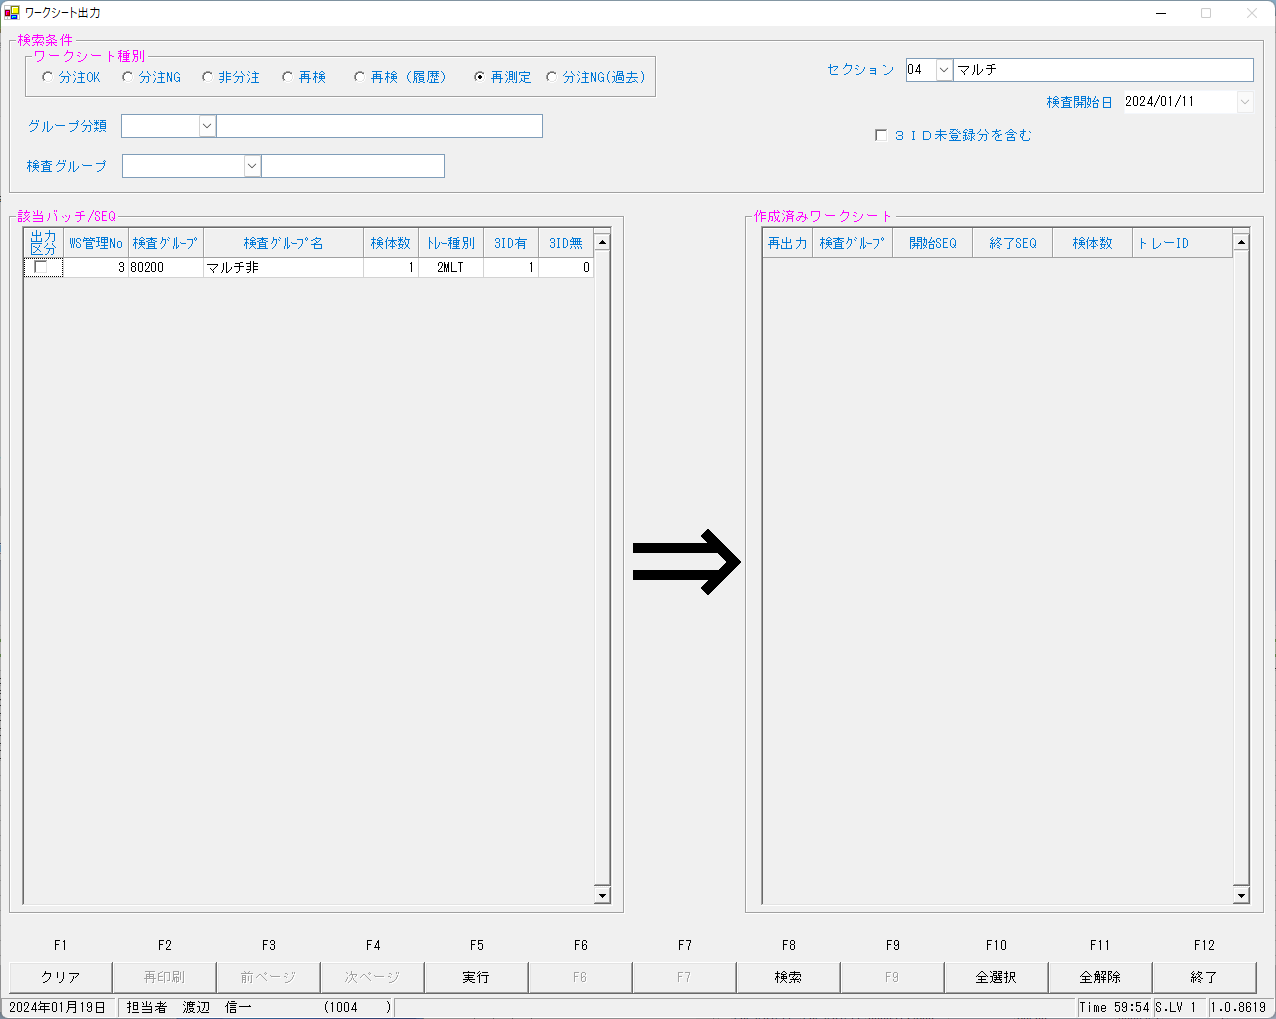 ワークシート出力
検索条件
ワークシート種別
分注OK 分注NG 非分注 再検 再検（履歴） 再測定 分注NG(過去)
セクション 04 マルチ
検査開始日 2024/01/11
グループ分類
３ＩＤ未登録分を含む
検査グループ
該当バッチ/SEQ
出力区分 WS管理No 検査ｸﾞﾙｰﾌﾟ 検査ｸﾞﾙｰﾌﾟ名 検体数 ﾄﾚｰ種別 3ID有 3ID無
3 80200 マルチ非 1 2MLT 1 0
作成済みワークシート
再出力 検査ｸﾞﾙｰﾌﾟ 開始SEQ 終了SEQ 検体数 トレーID
F1 F2 F3 F4 F5 F6 F7 F8 F9 F10 F11 F12
クリア 再印刷 前ページ 次ページ 実行 F6 F7 検索 F9 全選択 全解除 終了
2024年01月19日 担当者 渡辺 信一 (1004 ) Time 59:54 S.LV 1 1.0.8619